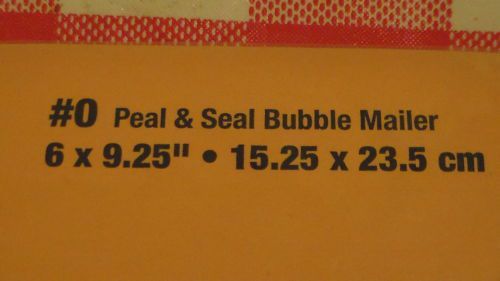 #0 Peal & Seal Bubble Mailer
6 x 9.25" • 15.25 x 23.5 cm